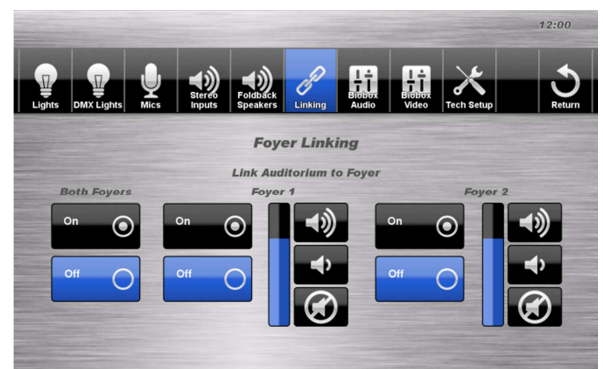 12:00
Lights
DMX Lights
Mics
Stereo
Inputs
Foldback
Speakers
Linking
Biobox
Audio
Biobox
Video
Tech Setup
Return
Foyer Linking
Link Auditorium to Foyer
Both Foyers
Foyer 1
Foyer 2
On
On
On
Off
Off
Off